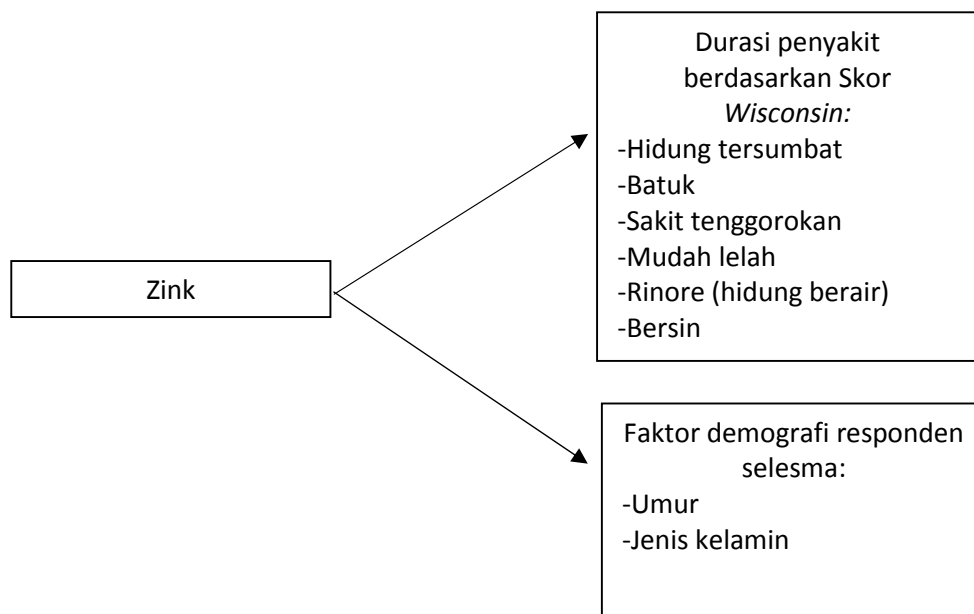 Zink
Durasi penyakit
berdasarkan Skor
Wisconsin:
-Hidung tersumbat
-Batuk
-Sakit tenggorokan
-Mudah lelah
-Rinore (hidung berair)
-Bersin
Faktor demografi responden
selesma:
-Umur
-Jenis kelamin